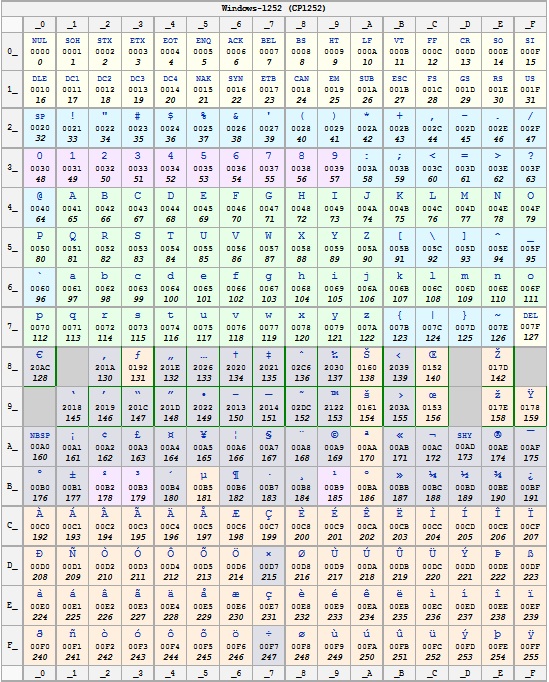 Windows-1252 (CP1252)
_0 _1 _2 _3 _4 _5 _6 _7 _8 _9 _A _B _C _D _E _F
NUL SOH STX ETX EOT ENQ ACK BEL BS HT LF VT FF CR SO SI
0_ 0000 0001 0002 0003 0004 0005 0006 0007 0008 0009 000A 000B 000C 000D 000E 000F
0 1 2 3 4 5 6 7 8 9 10 11 12 13 14 15
DLE DC1 DC2 DC3 DC4 NAK SYN ETB CAN EM SUB ESC FS GS RS US
1_ 0010 0011 0012 0013 0014 0015 0016 0017 0018 0019 001A 001B 001C 001D 001E 001F
16 17 18 19 20 21 22 23 24 25 26 27 28 29 30 31
SP ! " # $ % & ' ( ) * + , - . /
2_ 0020 0021 0022 0023 0024 0025 0026 0027 0028 0029 002A 002B 002C 002D 002E 002F
32 33 34 35 36 37 38 39 40 41 42 43 44 45 46 47
0 1 2 3 4 5 6 7 8 9 : ; < = > ?
3_ 0030 0031 0032 0033 0034 0035 0036 0037 0038 0039 003A 003B 003C 003D 003E 003F
48 49 50 51 52 53 54 55 56 57 58 59 60 61 62 63
@ A B C D E F G H I J K L M N O
4_ 0040 0041 0042 0043 0044 0045 0046 0047 0048 0049 004A 004B 004C 004D 004E 004F
64 65 66 67 68 69 70 71 72 73 74 75 76 77 78 79
P Q R S T U V W X Y Z [ \ ] ^ _
5_ 0050 0051 0052 0053 0054 0055 0056 0057 0058 0059 005A 005B 005C 005D 005E 005F
80 81 82 83 84 85 86 87 88 89 90 91 92 93 94 95
` a b c d e f g h i j k l m n o
6_ 0060 0061 0062 0063 0064 0065 0066 0067 0068 0069 006A 006B 006C 006D 006E 006F
96 97 98 99 100 101 102 103 104 105 106 107 108 109 110 111
p q r s t u v w x y z { | } ~ DEL
7_ 0070 0071 0072 0073 0074 0075 0076 0077 0078 0079 007A 007B 007C 007D 007E 007F
112 113 114 115 116 117 118 119 120 121 122 123 124 125 126 127
€ ‚ ƒ „ … † ‡ ˆ ‰ Š ‹ Œ Ž
8_ 20AC 201A 0192 201E 2026 2020 2021 02C6 2030 0160 2039 0152 017D
128 130 131 132 133 134 135 136 137 138 139 140 142
‘ ’ “ ” • – — ˜ ™ š › œ ž Ÿ
9_ 2018 2019 201C 201D 2022 2013 2014 02DC 2122 0161 203A 0153 017E 0178
145 146 147 148 149 150 151 152 153 154 155 156 158 159
NBSP ¡ ¢ £ ¤ ¥ ¦ § ¨ © ª « ¬ SHY ® ¯
A_ 00A0 00A1 00A2 00A3 00A4 00A5 00A6 00A7 00A8 00A9 00AA 00AB 00AC 00AD 00AE 00AF
160 161 162 163 164 165 166 167 168 169 170 171 172 173 174 175
° ± ² ³ ´ µ ¶ · ¸ ¹ º » ¼ ½ ¾ ¿
B_ 00B0 00B1 00B2 00B3 00B4 00B5 00B6 00B7 00B8 00B9 00BA 00BB 00BC 00BD 00BE 00BF
176 177 178 179 180 181 182 183 184 185 186 187 188 189 190 191
À Á Â Ã Ä Å Æ Ç È É Ê Ë Ì Í Î Ï
C_ 00C0 00C1 00C2 00C3 00C4 00C5 00C6 00C7 00C8 00C9 00CA 00CB 00CC 00CD 00CE 00CF
192 193 194 195 196 197 198 199 200 201 202 203 204 205 206 207
Ð Ñ Ò Ó Ô Õ Ö × Ø Ù Ú Û Ü Ý Þ ß
D_ 00D0 00D1 00D2 00D3 00D4 00D5 00D6 00D7 00D8 00D9 00DA 00DB 00DC 00DD 00DE 00DF
208 209 210 211 212 213 214 215 216 217 218 219 220 221 222 223
à á â ã ä å æ ç è é ê ë ì í î ï
E_ 00E0 00E1 00E2 00E3 00E4 00E5 00E6 00E7 00E8 00E9 00EA 00EB 00EC 00ED 00EE 00EF
224 225 226 227 228 229 230 231 232 233 234 235 236 237 238 239
ð ñ ò ó ô õ ö ÷ ø ù ú û ü ý þ ÿ
F_ 00F0 00F1 00F2 00F3 00F4 00F5 00F6 00F7 00F8 00F9 00FA 00FB 00FC 00FD 00FE 00FF
240 241 242 243 244 245 246 247 248 249 250 251 252 253 254 255
_0 _1 _2 _3 _4 _5 _6 _7 _8 _9 _A _B _C _D _E _F